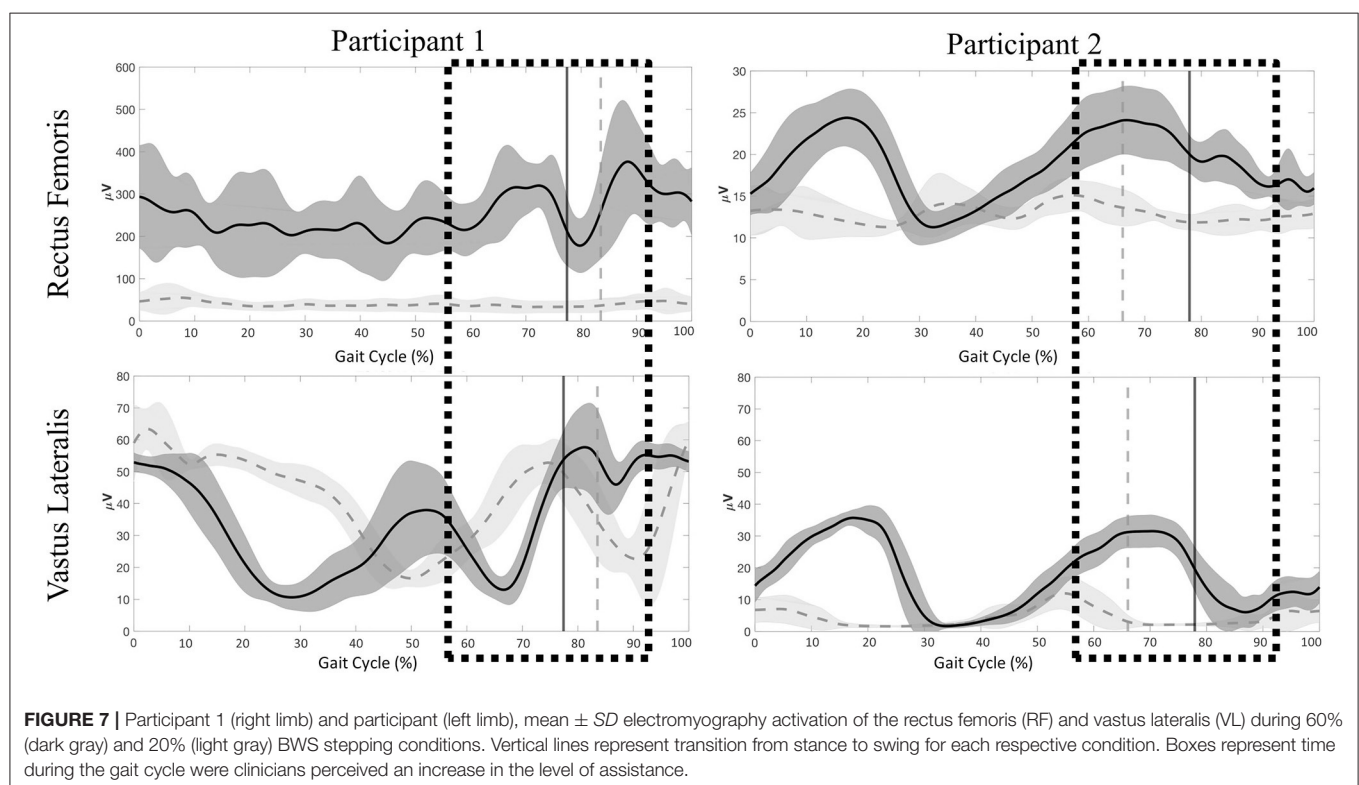 Participant 1
Participant 2
Rectus Femoris
600
500
400
300
200
100
0
μV
0 10 20 30 40 50 60 70 80 90 100
Gait Cycle (%)
30
25
20
15
10
5
0
μV
0 10 20 30 40 50 60 70 80 90 100
Gait Cycle (%)
Vastus Lateralis
80
70
60
50
40
30
20
10
0
μV
0 10 20 30 40 50 60 70 80 90 100
Gait Cycle (%)
80
70
60
50
40
30
20
10
0
μV
0 10 20 30 40 50 60 70 80 90 100
Gait Cycle (%)
FIGURE 7 | Participant 1 (right limb) and participant (left limb), mean ± SD electromyography activation of the rectus femoris (RF) and vastus lateralis (VL) during 60%
(dark gray) and 20% (light gray) BWS stepping conditions. Vertical lines represent transition from stance to swing for each respective condition. Boxes represent time
during the gait cycle were clinicians perceived an increase in the level of assistance.